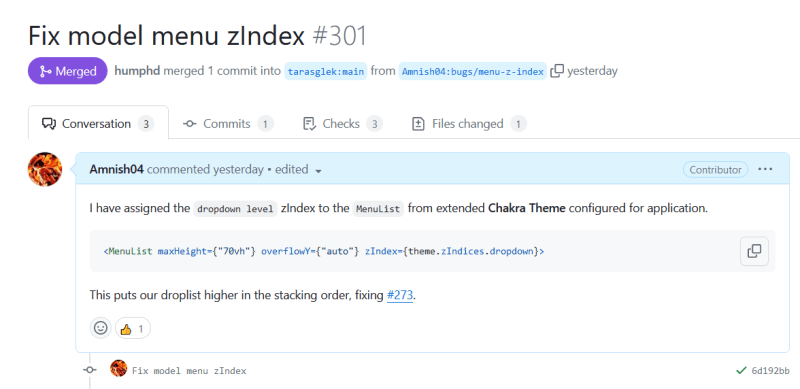 Fix model menu zIndex #301
Merged humphd merged 1 commit into tarasglek:main from Amnish04:bugs/menu-z-index yesterday
Conversation 3 Commits 1 Checks 3 Files changed 1
Amnish04 commented yesterday • edited Contributor ...
I have assigned the dropdown level zIndex to the MenuList from extended Chakra Theme configured for application.
<MenuList maxHeight={"70vh"} overflowY={"auto"} zIndex={theme.zIndices.dropdown}>
This puts our droplist higher in the stacking order, fixing #273.
👍 1
Fix model menu zIndex 6d192bb